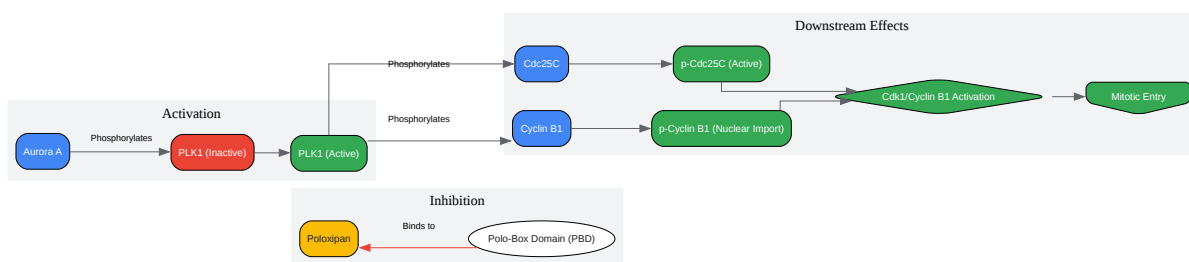 Downstream Effects
Cdc25C
p-Cdc25C (Active)
Phosphorylates
Cdk1/Cyclin B1 Activation
Mitotic Entry
Activation
Phosphorylates
Cyclin B1
p-Cyclin B1 (Nuclear Import)
Phosphorylates
Aurora A
PLK1 (Inactive)
PLK1 (Active)
Inhibition
Binds to
Poloxipan
Polo-Box Domain (PBD)